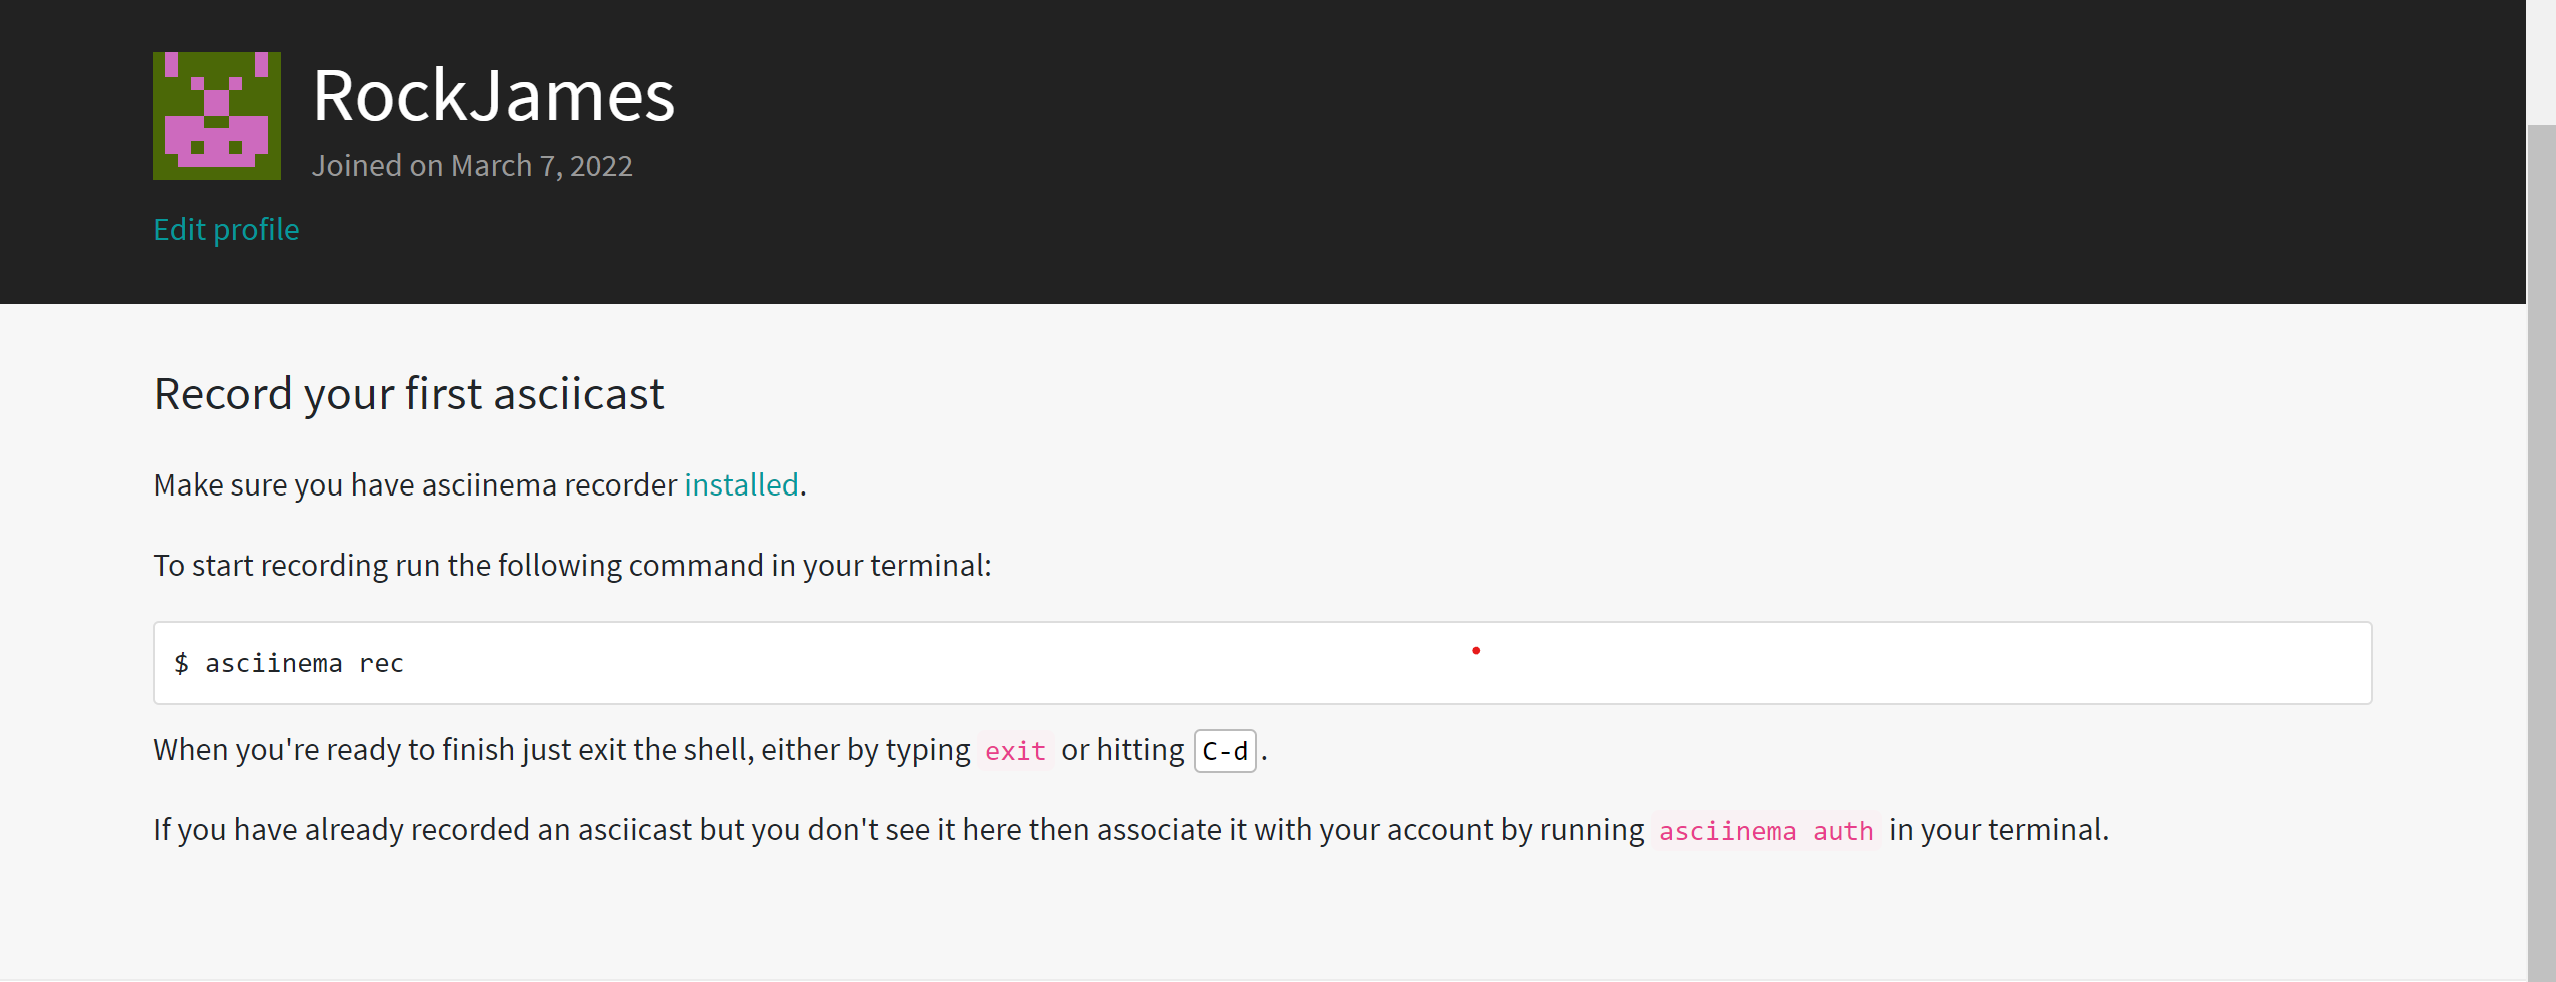 RockJames
Joined on March 7, 2022
Edit profile
Record your first asciicast
Make sure you have asciinema recorder installed.
To start recording run the following command in your terminal:
$ asciinema rec
When you're ready to finish just exit the shell, either by typing exit or hitting C-d.
If you have already recorded an asciicast but you don't see it here then associate it with your account by running asciinema auth in your terminal.